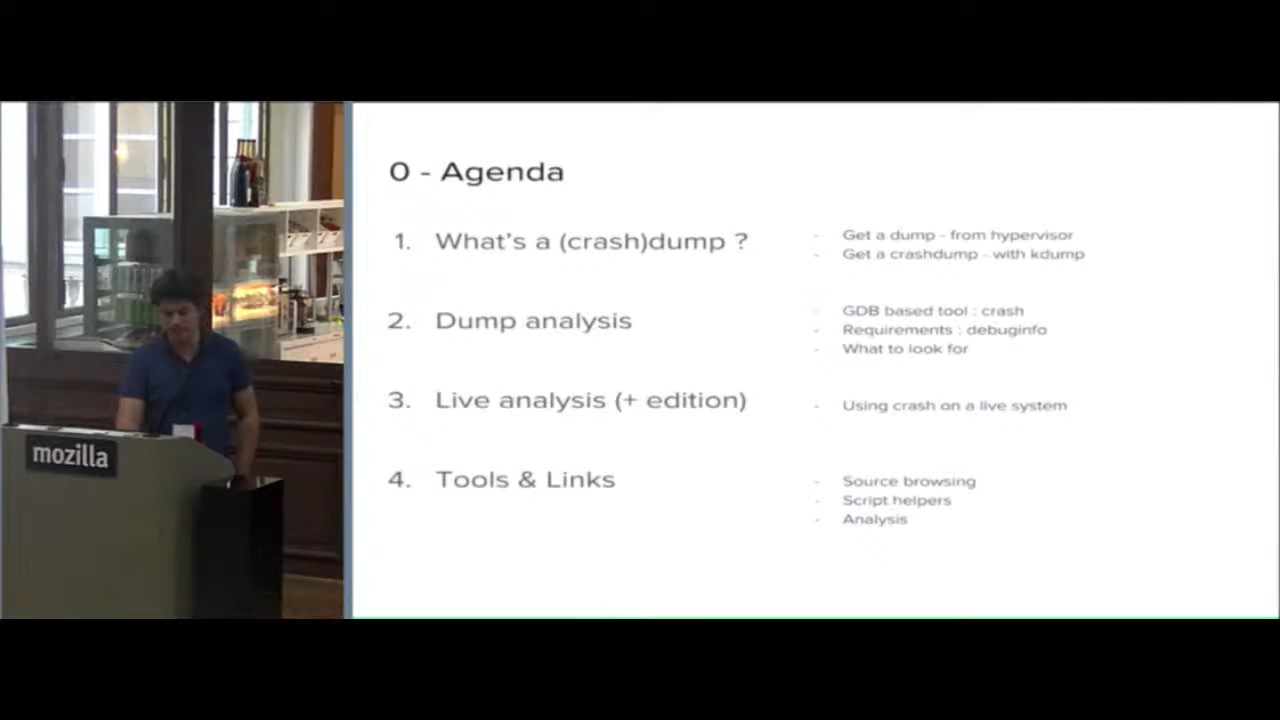 0 - Agenda
1. What's a (crash)dump ?
- Get a dump - from hypervisor
- Get a crashdump - with kdump
2. Dump analysis
- GDB based tool : crash
- Requirements : debuginfo
- What to look for
3. Live analysis (+ edition)
- Using crash on a live system
4. Tools & Links
- Source browsing
- Script helpers
- Analysis
mozilla